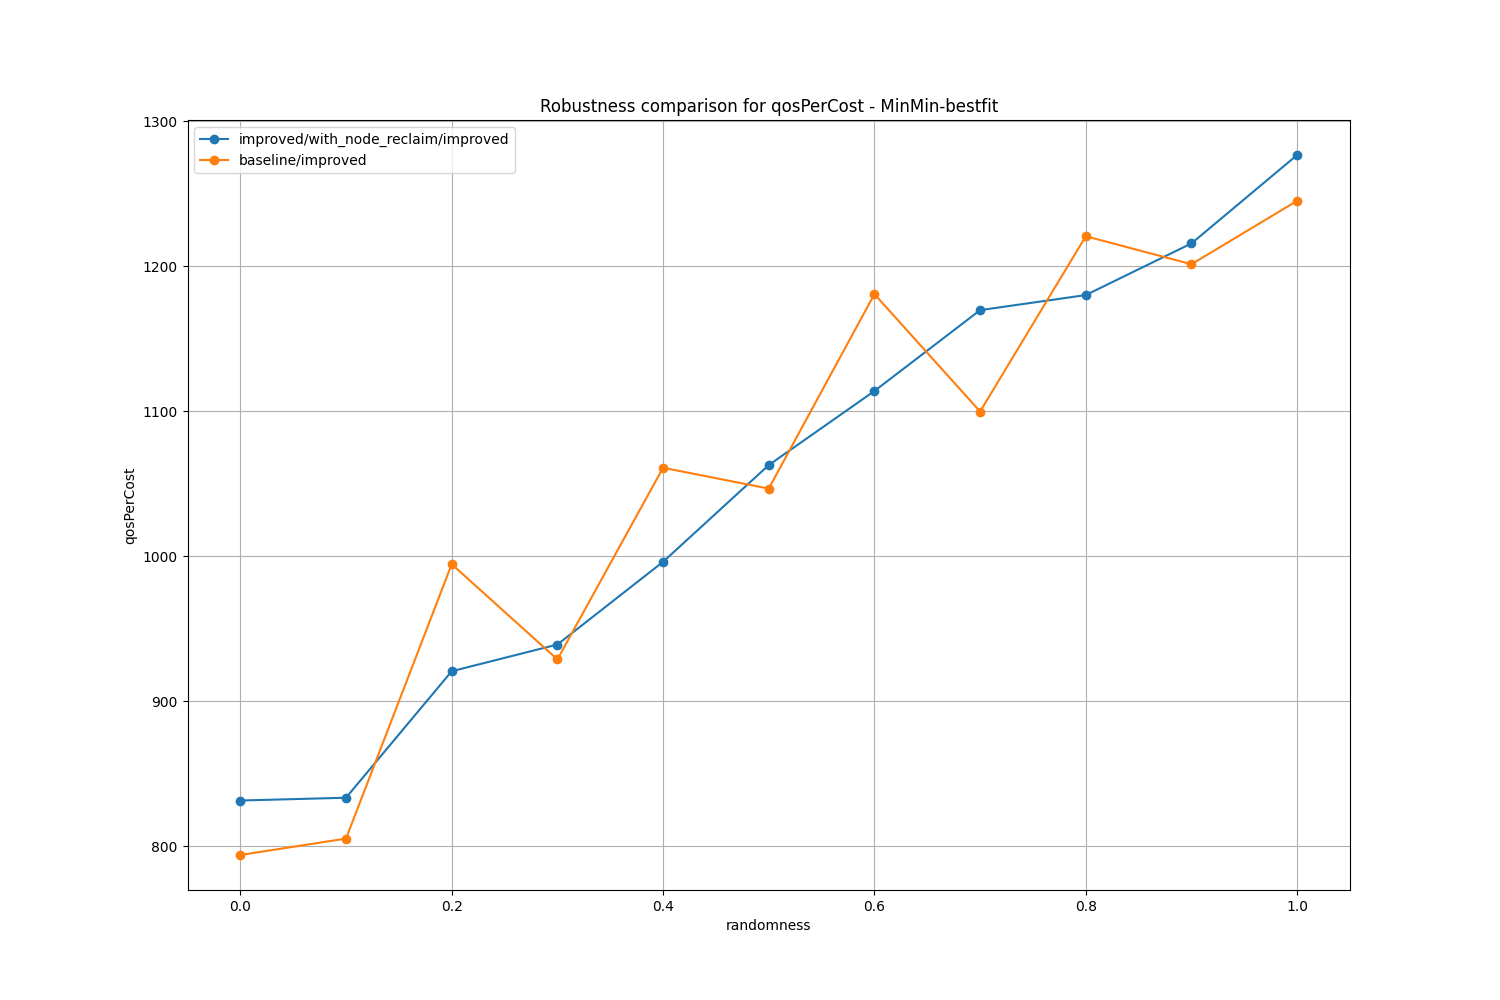 Robustness comparison for qosPerCost - MinMin-bestfit
improved/with_node_reclaim/improved
baseline/improved
qosPerCost
1300
1200
1100
1000
900
800
0.0 0.2 0.4 0.6 0.8 1.0
randomness